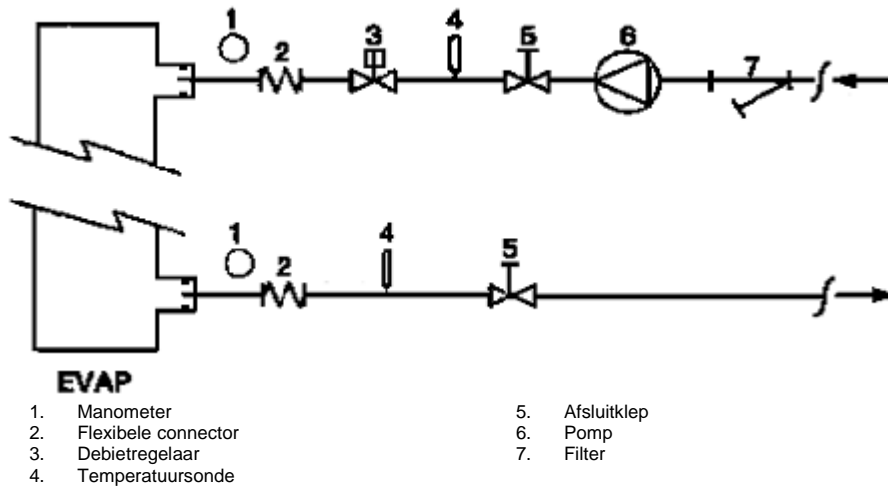 1
2
3
4
5
6
7
1
2
4
5
EVAP
1. Manometer
2. Flexibele connector
3. Debietregelaar
4. Temperatuursonde
5. Afsluitklep
6. Pomp
7. Filter